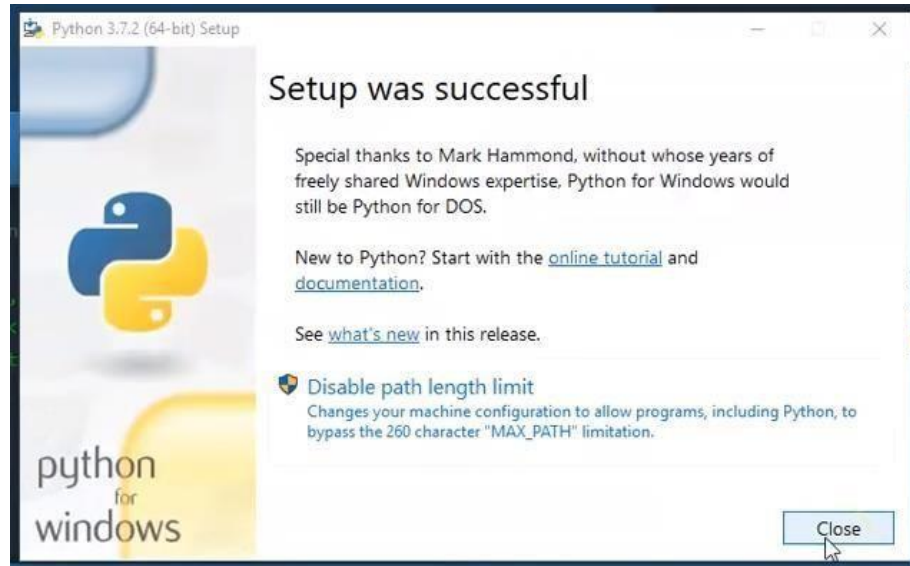 Python 3.7.2 (64-bit) Setup
Setup was successful
Special thanks to Mark Hammond, without whose years of
freely shared Windows expertise, Python for Windows would
still be Python for DOS.
New to Python? Start with the online tutorial and
documentation.
See what's new in this release.
Disable path length limit
Changes your machine configuration to allow programs, including Python, to
bypass the 260 character "MAX_PATH" limitation.
python
for
windows
Close